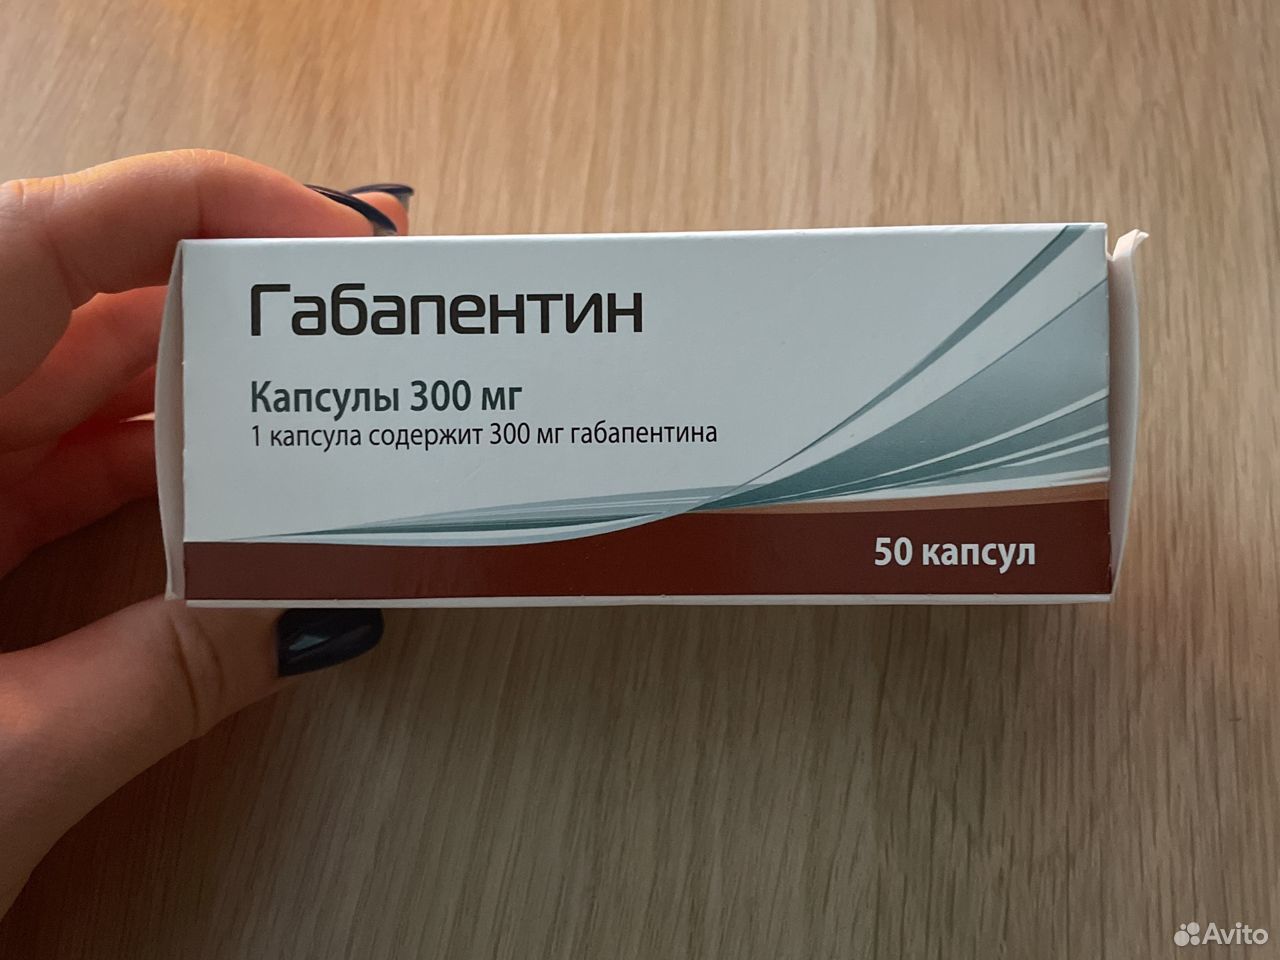 Габапентин
Капсулы 300 мг
1 капсула содержит 300 мг габапентина
50 капсул
Avito